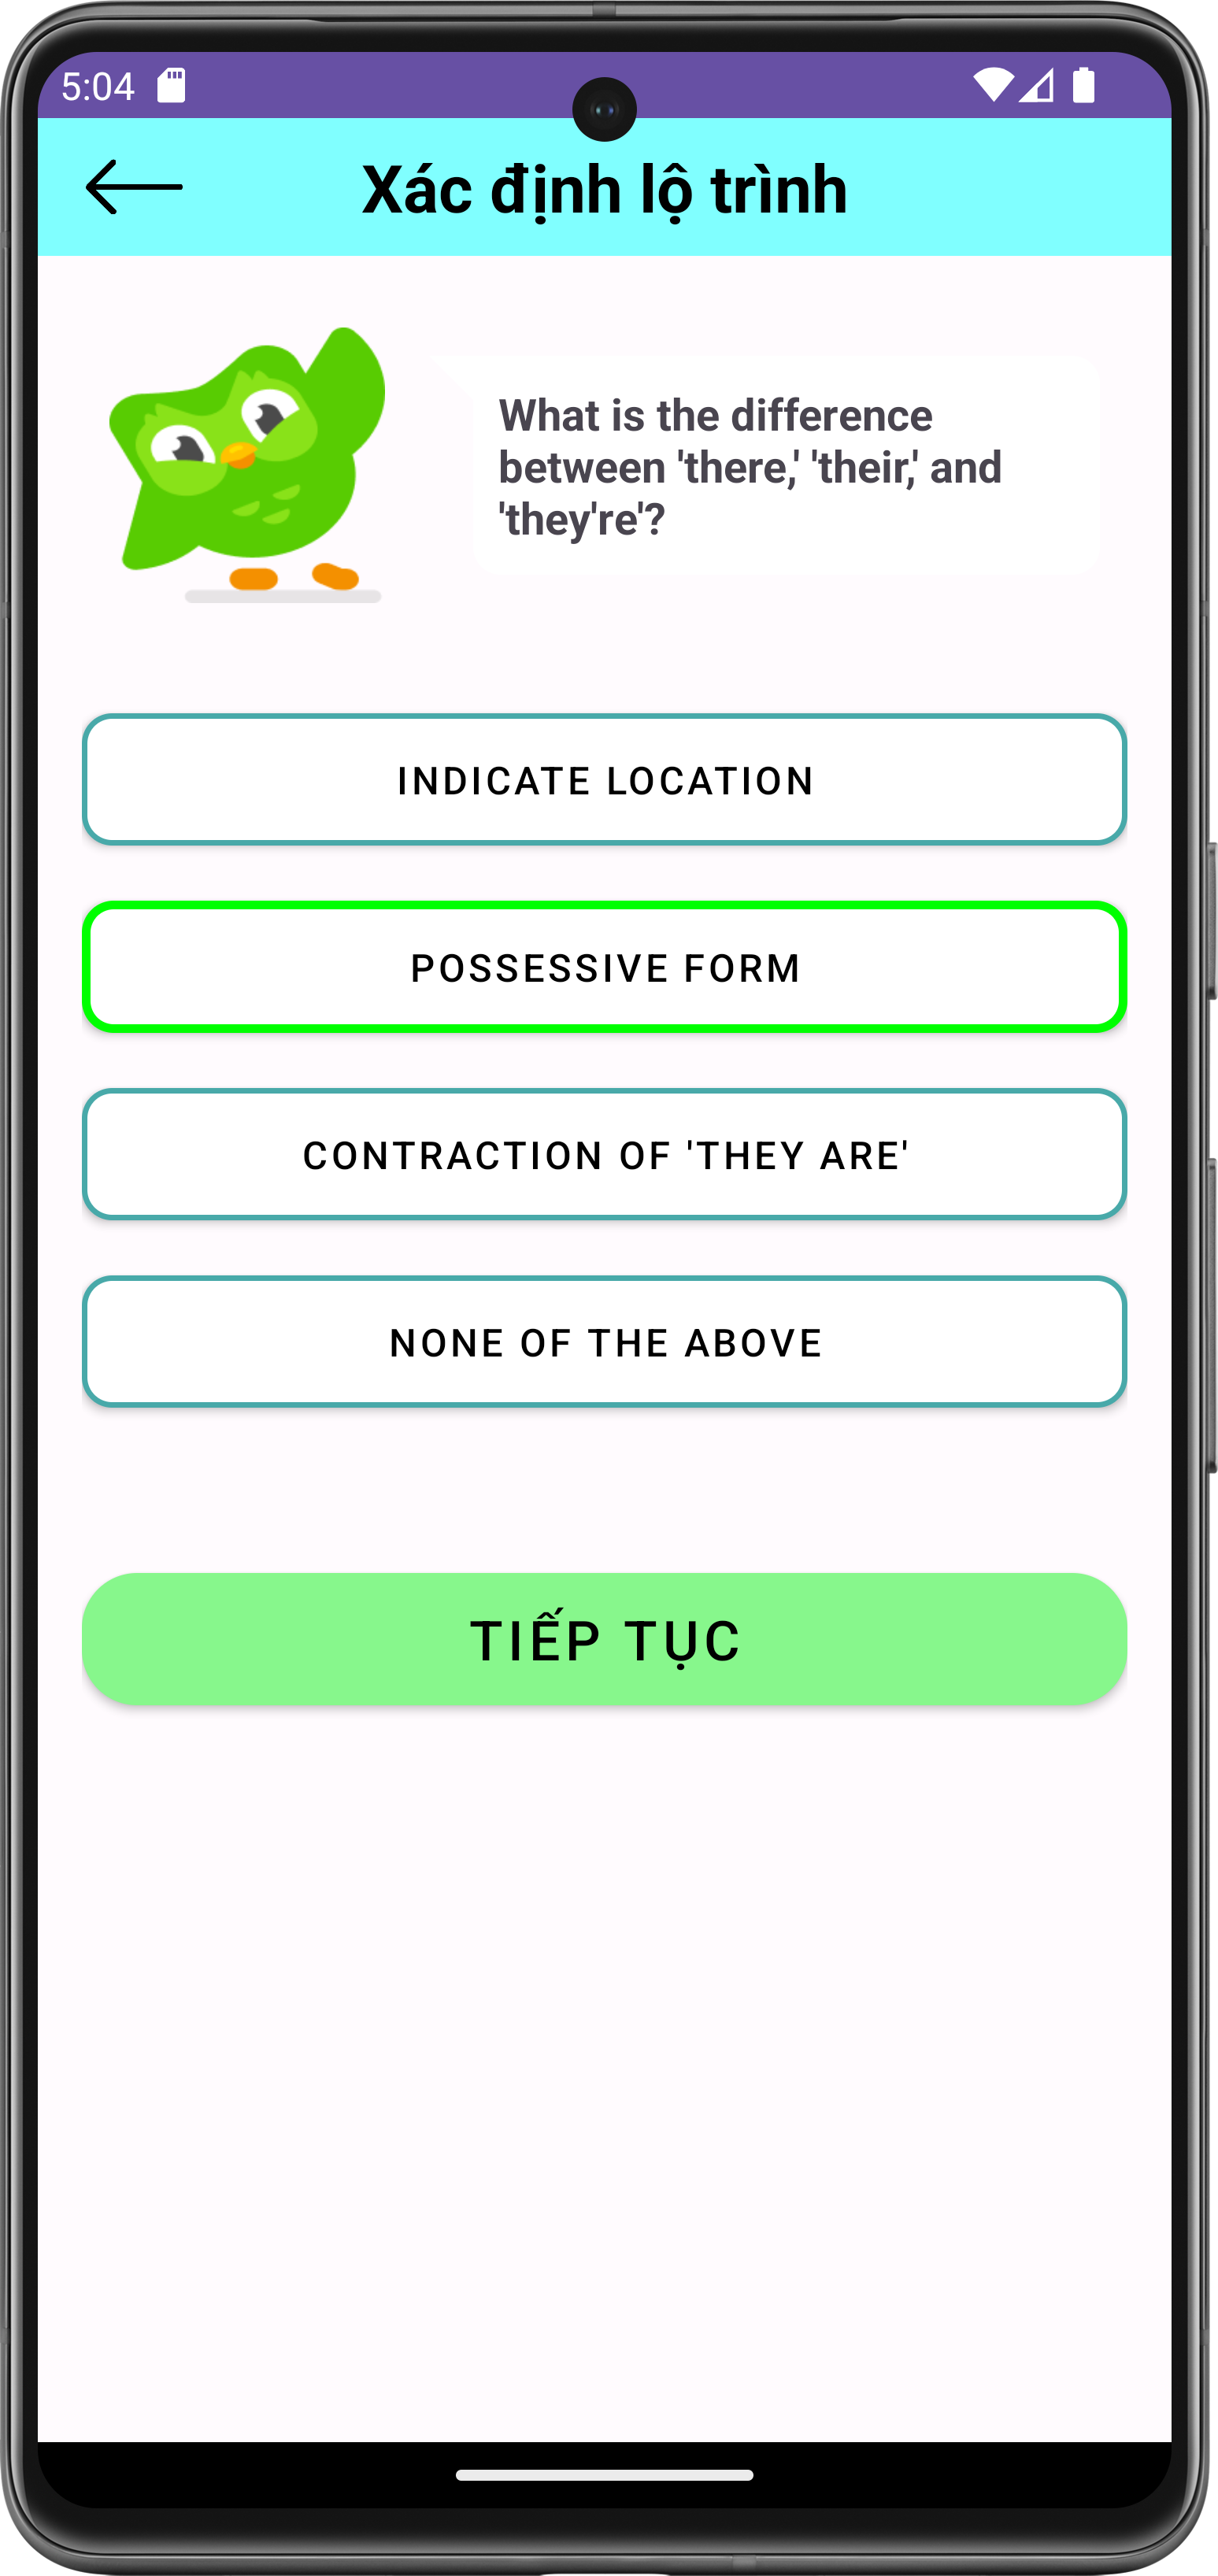 5:04
Xác định lộ trình
What is the difference
between 'there,' 'their,' and
'they're'?
INDICATE LOCATION
POSSESSIVE FORM
CONTRACTION OF 'THEY ARE'
NONE OF THE ABOVE
TIẾP TỤC